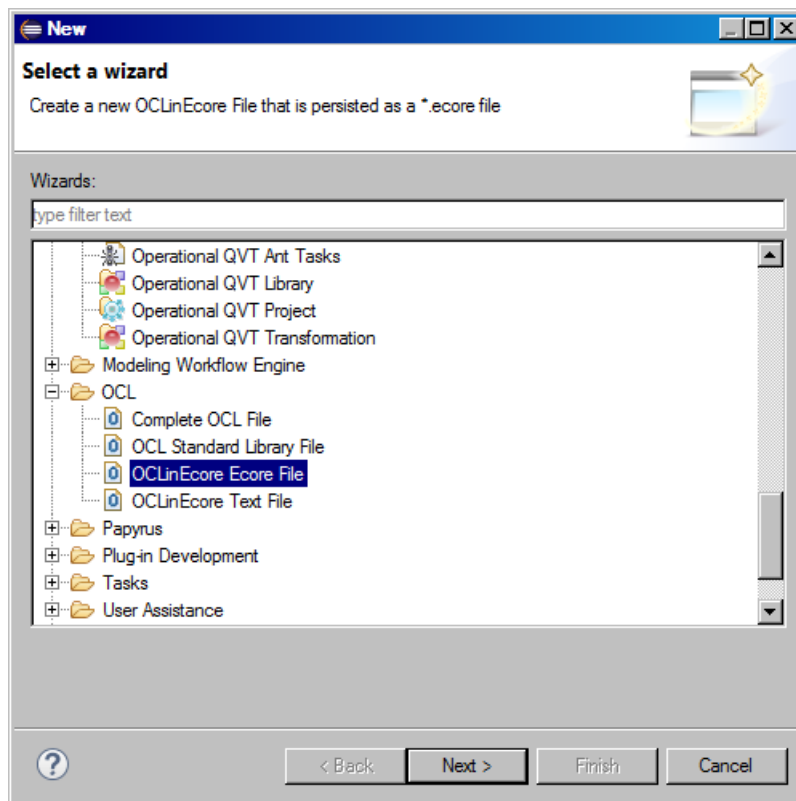 New
Select a wizard
Create a new OCLinEcore File that is persisted as a *.ecore file
Wizards:
type filter text
Operational QVT Ant Tasks
Operational QVT Library
Operational QVT Project
Operational QVT Transformation
Modeling Workflow Engine
OCL
Complete OCL File
OCL Standard Library File
OCLinEcore Ecore File
OCLinEcore Text File
Papyrus
Plug-in Development
Tasks
User Assistance
? < Back Next > Finish Cancel